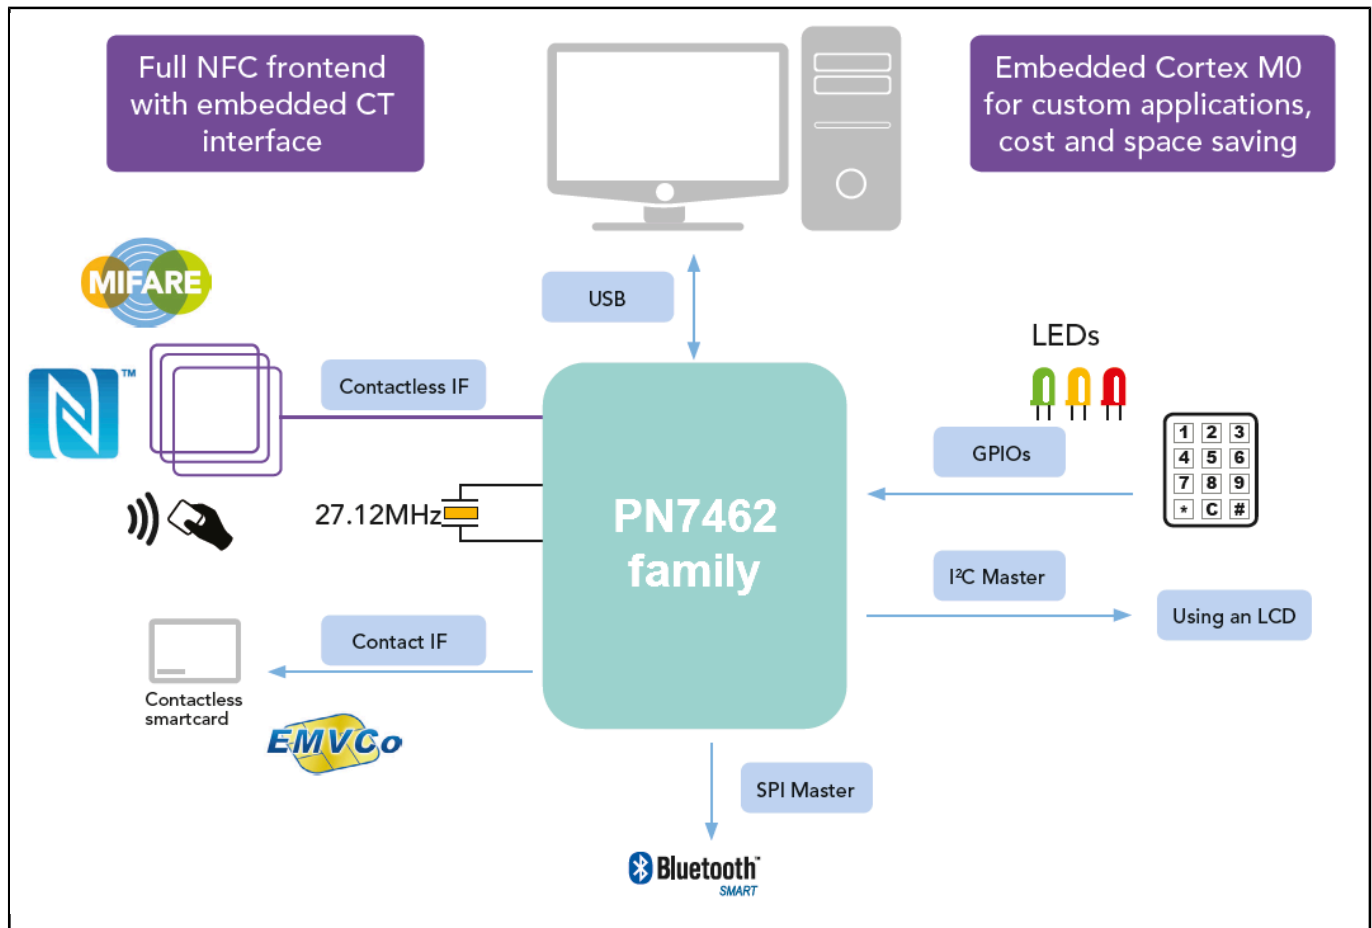 Full NFC frontend
with embedded CT
interface
Embedded Cortex M0
for custom applications,
cost and space saving
MIFARE
USB
LEDs
™
Contactless IF
GPIOs
1 2 3
4 5 6
7 8 9
* C #
27.12MHz
PN7462
family
I²C Master
Using an LCD
Contact IF
Contactless
smartcard
EMVCo
SPI Master
Bluetooth™
SMART